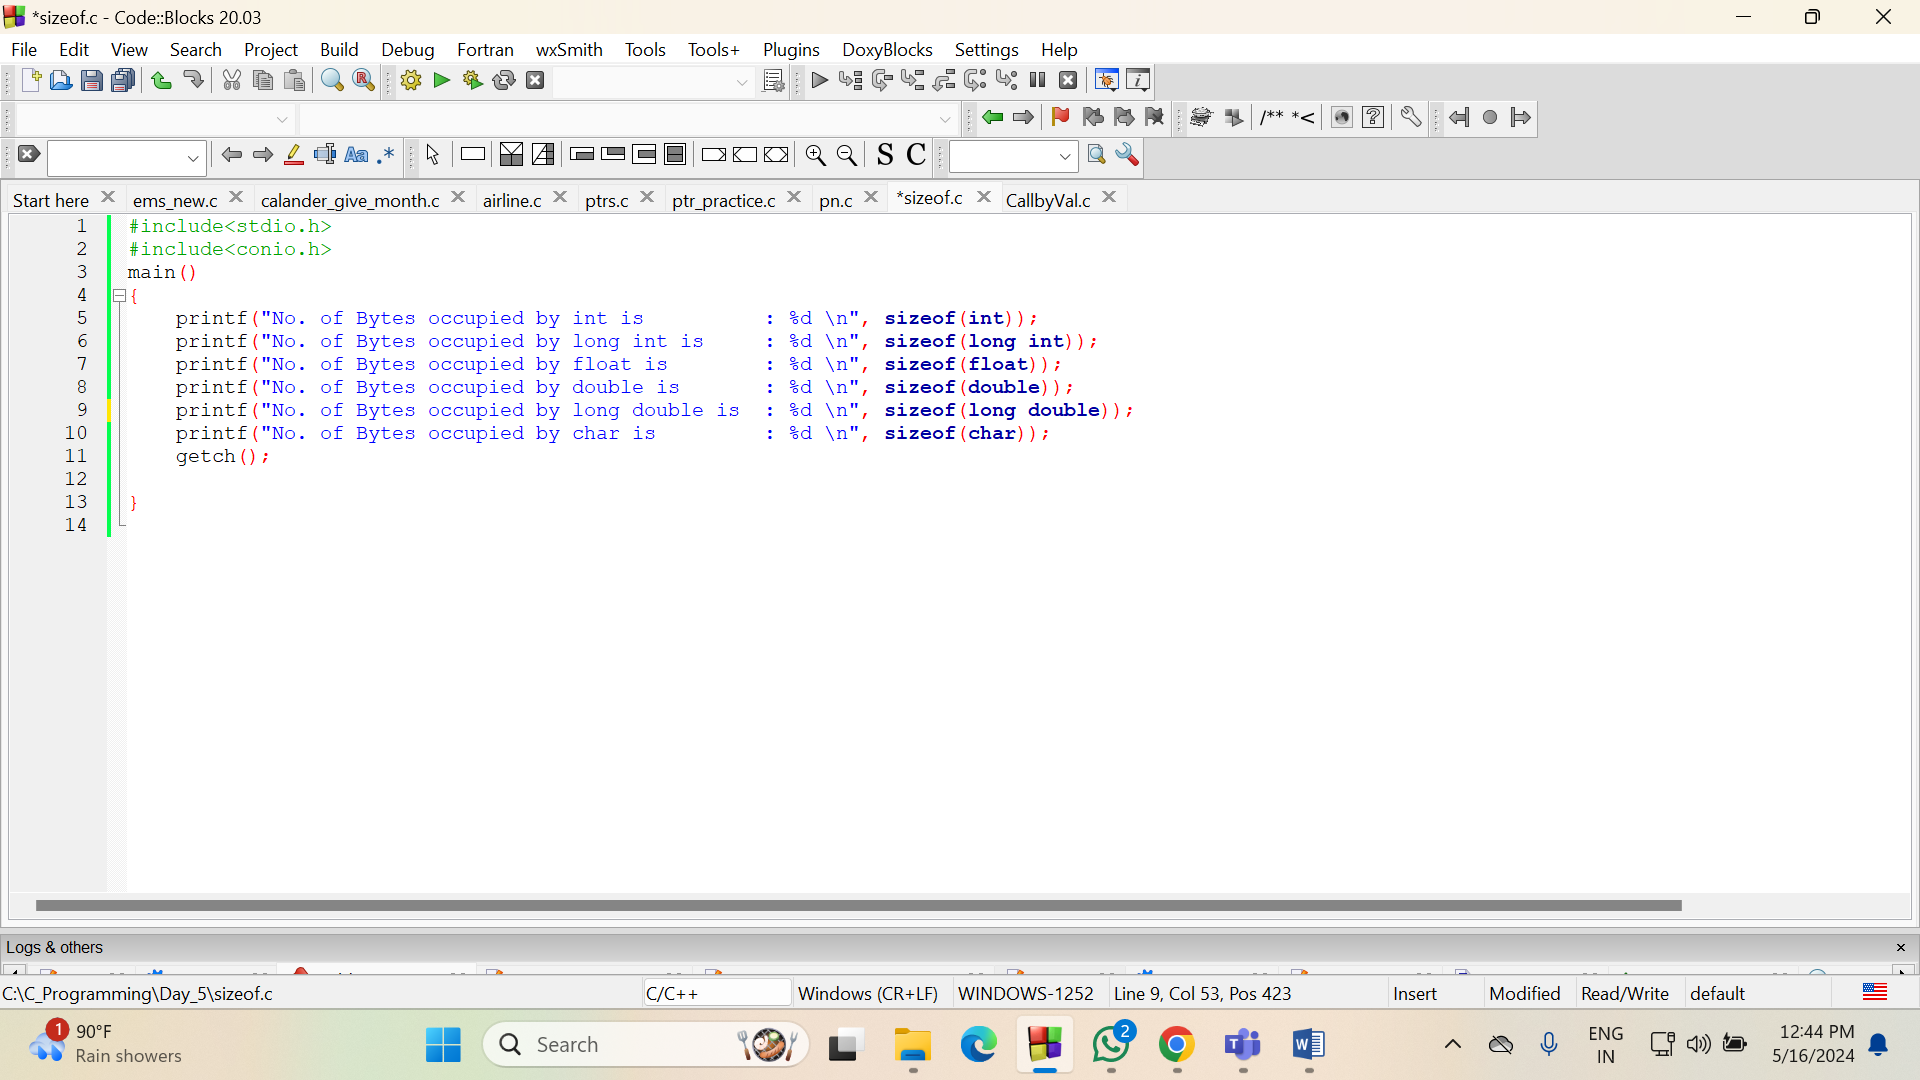 *sizeof.c - Code::Blocks 20.03
File Edit View Search Project Build Debug Fortran wxSmith Tools Tools+ Plugins DoxyBlocks Settings Help
/** *<
Aa .* S C
Start here ems_new.c calander_give_month.c airline.c ptrs.c ptr_practice.c pn.c *sizeof.c CallbyVal.c
1 #include<stdio.h>
2 #include<conio.h>
3 main()
4 {
5 printf("No. of Bytes occupied by int is : %d \n", sizeof(int));
6 printf("No. of Bytes occupied by long int is : %d \n", sizeof(long int));
7 printf("No. of Bytes occupied by float is : %d \n", sizeof(float));
8 printf("No. of Bytes occupied by double is : %d \n", sizeof(double));
9 printf("No. of Bytes occupied by long double is : %d \n", sizeof(long double));
10 printf("No. of Bytes occupied by char is : %d \n", sizeof(char));
11 getch();
12
13 }
14
Logs & others
C:\C_Programming\Day_5\sizeof.c C/C++ Windows (CR+LF) WINDOWS-1252 Line 9, Col 53, Pos 423 Insert Modified Read/Write default
1 90°F
Rain showers
Search
2
ENG
IN
12:44 PM
5/16/2024